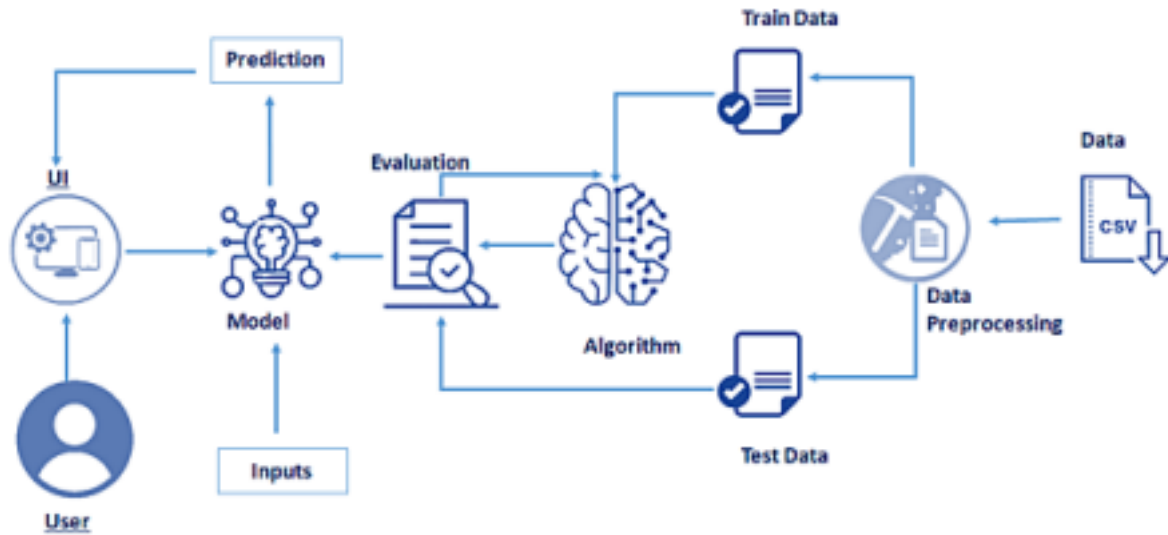 Train Data
Prediction
Data
Evaluation
UI
CSV
Data
Preprocessing
Model
Algorithm
Inputs
Test Data
User